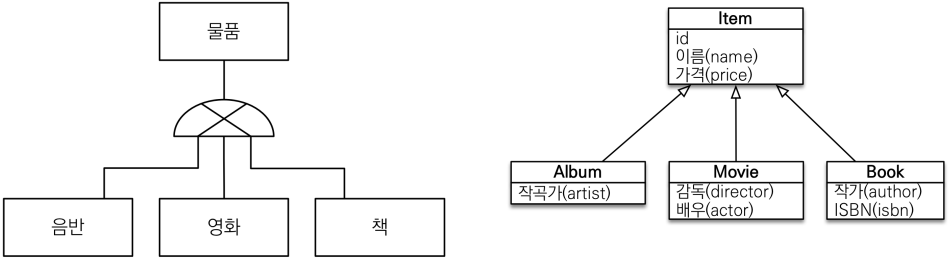 물품
음반
영화
책
Item
id
이름(name)
가격(price)
Album
작곡가(artist)
Movie
감독(director)
배우(actor)
Book
작가(author)
ISBN(isbn)